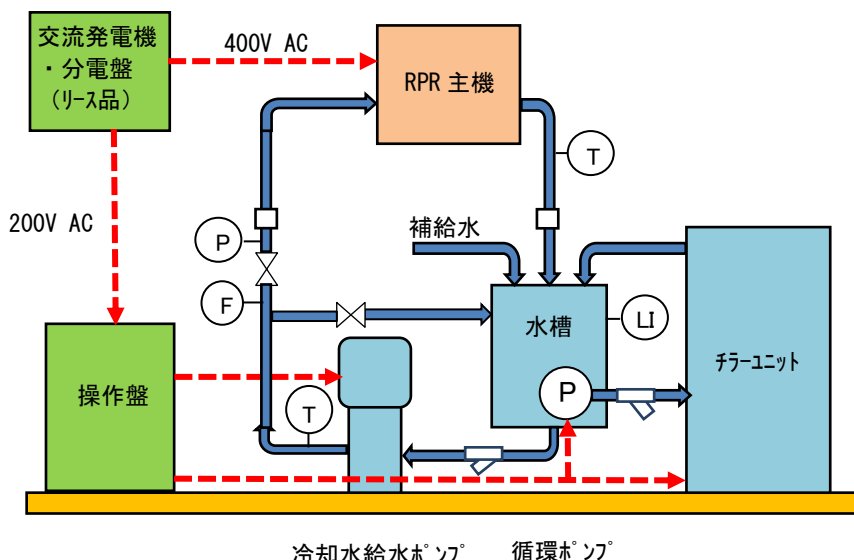 交流発電機
・分電盤
（ﾘｰｽ品）
400V AC
RPR 主機
T
200V AC
P
補給水
F
水槽
LI
ﾁﾗｰﾕﾆｯﾄ
操作盤
P
T
冷却水給水ﾎﾟﾝﾌﾟ
循環ﾎﾟﾝﾌﾟ